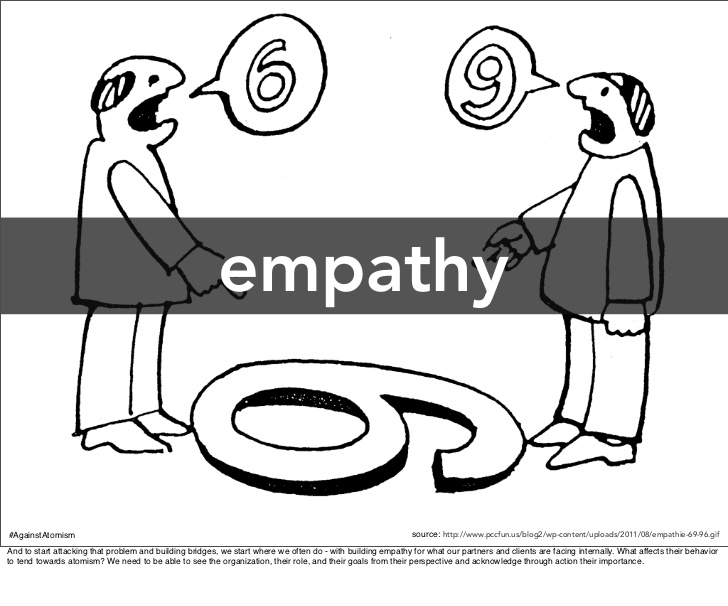 6 9
empathy
#AgainstAtomism
source: http://www.pccfun.us/blog2/wp-content/uploads/2011/08/empathie-69-96.gif
And to start attacking that problem and building bridges, we start where we often do - with building empathy for what our partners and clients are facing internally. What affects their behavior
to tend towards atomism? We need to be able to see the organization, their role, and their goals from their perspective and acknowledge through action their importance.